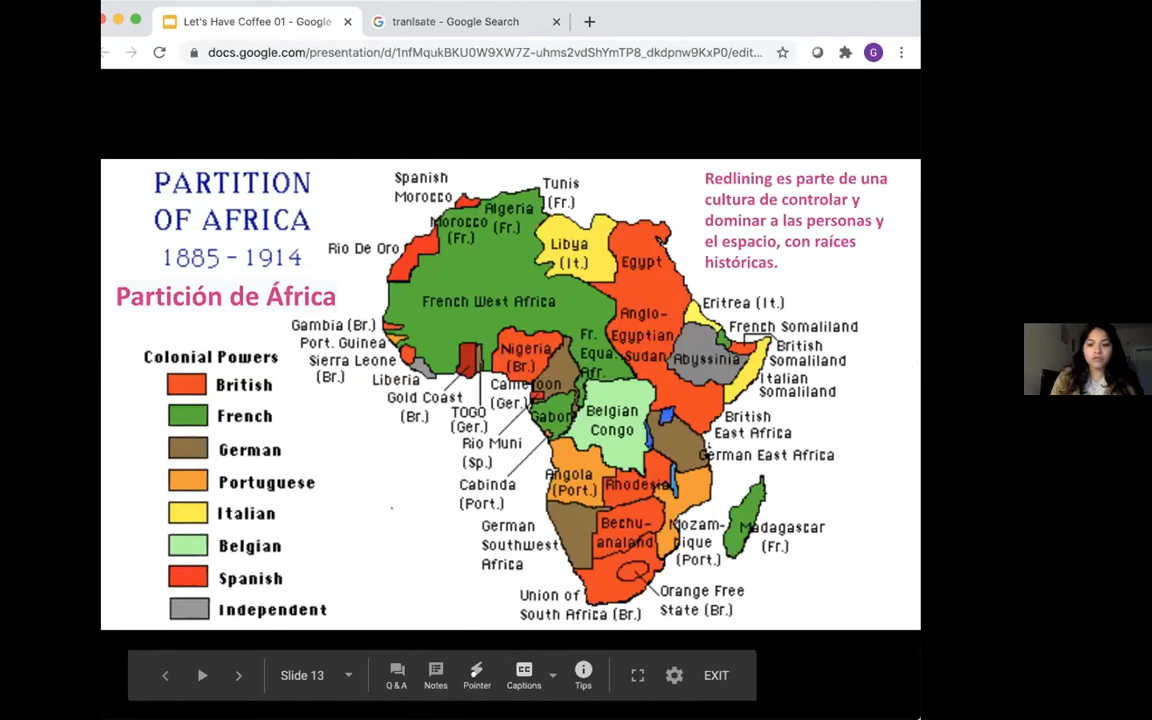 Let's Have Coffee 01 - Google
tranlsate - Google Search
docs.google.com/presentation/d/1nfMqukBKU0W9XW7Z-uhms2vdShYmTP8_dkdpnw9KxP0/edit...
G
PARTITION
OF AFRICA
1885 - 1914
Partición de África
Redlining es parte de una
cultura de controlar y
dominar a las personas y
el espacio, con raíces
históricas.
Colonial Powers
British
French
German
Portuguese
Italian
Belgian
Spanish
Independent
Spanish
Morocco
Tunis
(Fr.)
Algeria
(Fr.)
Morocco
(Fr.)
Rio De Oro
Libya
(It.)
Egypt
French West Africa
Eritrea (It.)
Anglo-
Egyptian
Sudan
French Somaliland
British
Somaliland
Italian
Somaliland
Abyssinia
Gambia (Br.)
Port. Guinea
Sierra Leone
(Br.)
Liberia
Gold Coast
(Br.)
TOGO
(Ger.)
Nigeria
(Br.)
Cameroon
(Ger.)
Fr.
Equa.
Afr.
Rio Muni
(Sp.)
Gabon
Cabinda
(Port.)
Belgian
Congo
British
East Africa
German East Africa
Angola
(Port.)
Rhodesia
German
Southwest
Africa
Bechu-
analand
Mozam-
bique
(Port.)
Madagascar
(Fr.)
Union of
South Africa (Br.)
Orange Free
State (Br.)
Slide 13
Q & A
Notes
Pointer
Captions
Tips
EXIT